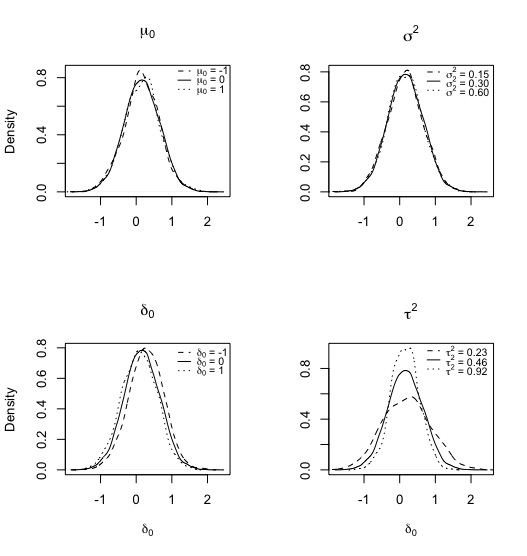 μ0
σ2
Density
0.8
0.4
0.0
μ0 = -1
μ0 = 0
μ0 = 1
-1 0 1 2
0.8
0.6
0.4
0.2
0.0
σ2 = 0.15
σ2 = 0.30
σ2 = 0.60
-1 0 1 2
δ0
τ2
Density
0.8
0.6
0.4
0.2
0.0
δ0 = -1
δ0 = 0
δ0 = 1
-1 0 1 2
δ0
0.8
0.4
0.0
τ2 = 0.23
τ2 = 0.46
τ2 = 0.92
-1 0 1 2
δ0